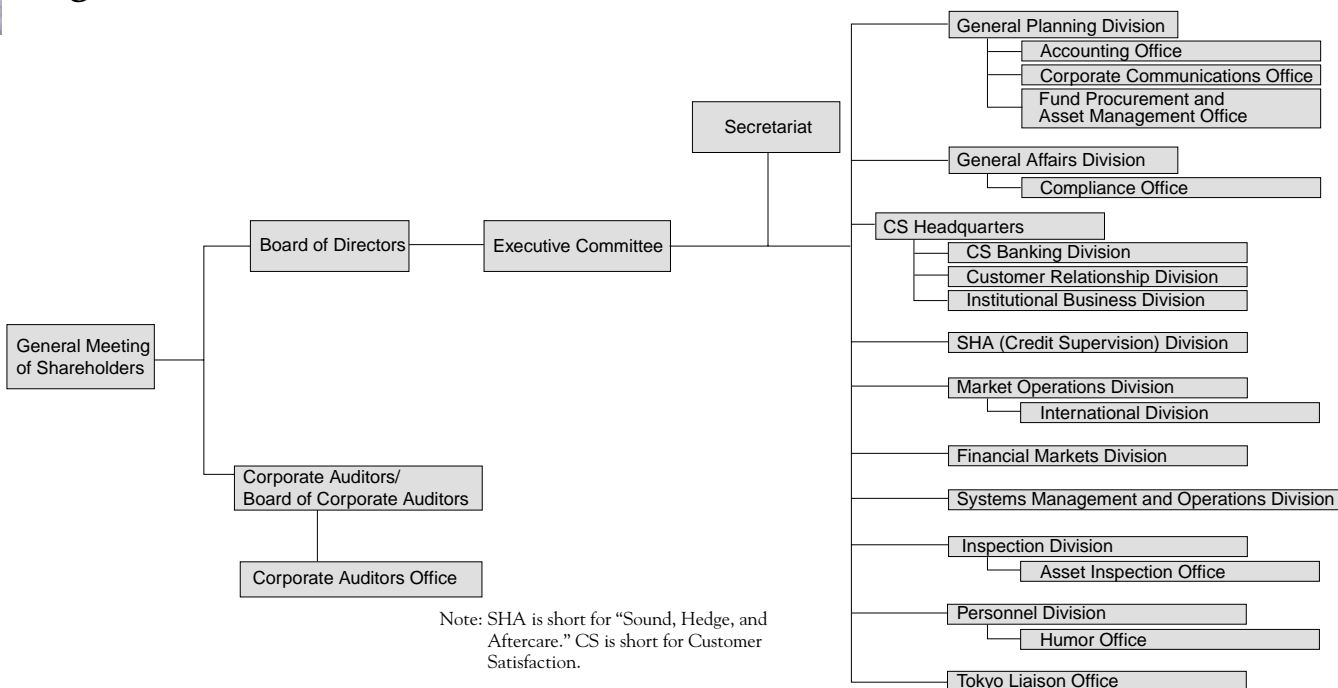 General Meeting
of Shareholders
Board of Directors
Executive Committee
Secretariat
Corporate Auditors/
Board of Corporate Auditors
Corporate Auditors Office
General Planning Division
Accounting Office
Corporate Communications Office
Fund Procurement and
Asset Management Office
General Affairs Division
Compliance Office
CS Headquarters
CS Banking Division
Customer Relationship Division
Institutional Business Division
SHA (Credit Supervision) Division
Market Operations Division
International Division
Financial Markets Division
Systems Management and Operations Division
Inspection Division
Asset Inspection Office
Personnel Division
Humor Office
Tokyo Liaison Office
Note: SHA is short for “Sound, Hedge, and
Aftercare.” CS is short for Customer
Satisfaction.